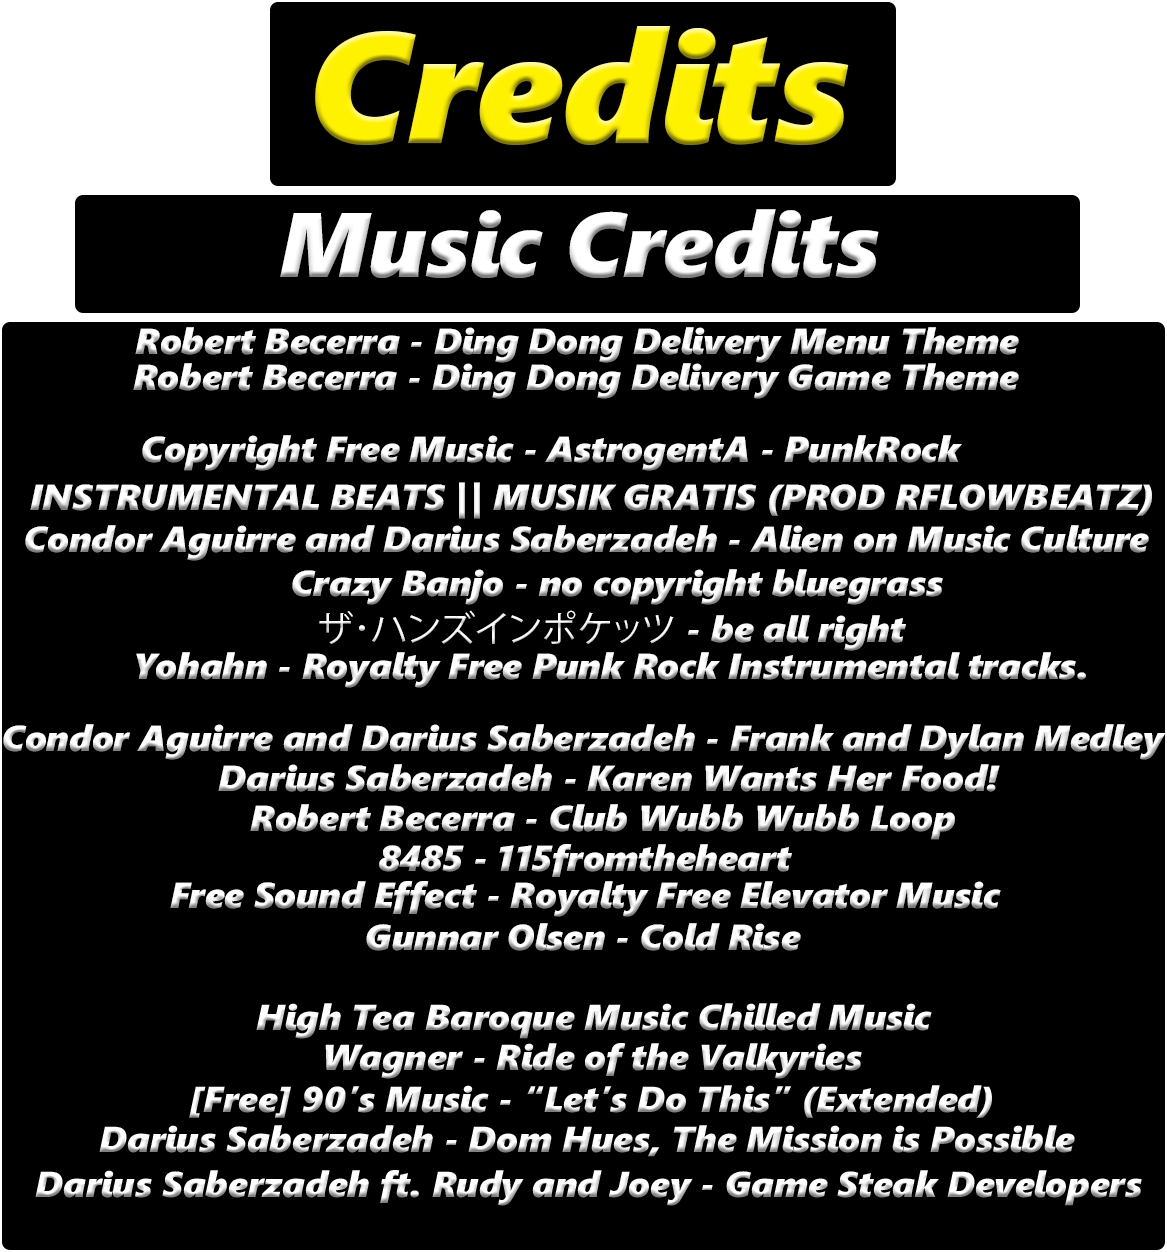 Credits
Music Credits
Robert Becerra - Ding Dong Delivery Menu Theme
Robert Becerra - Ding Dong Delivery Game Theme
Copyright Free Music - AstrogentA - PunkRock
INSTRUMENTAL BEATS || MUSIK GRATIS (PROD RFLOWBEATZ)
Condor Aguirre and Darius Saberzadeh - Alien on Music Culture
Crazy Banjo - no copyright bluegrass
ザ・ハンズインポケッツ - be all right
Yohahn - Royalty Free Punk Rock Instrumental tracks.
Condor Aguirre and Darius Saberzadeh - Frank and Dylan Medley
Darius Saberzadeh - Karen Wants Her Food!
Robert Becerra - Club Wubb Wubb Loop
8485 - 115fromtheheart
Free Sound Effect - Royalty Free Elevator Music
Gunnar Olsen - Cold Rise
High Tea Baroque Music Chilled Music
Wagner - Ride of the Valkyries
[Free] 90's Music - “Let's Do This” (Extended)
Darius Saberzadeh - Dom Hues, The Mission is Possible
Darius Saberzadeh ft. Rudy and Joey - Game Steak Developers